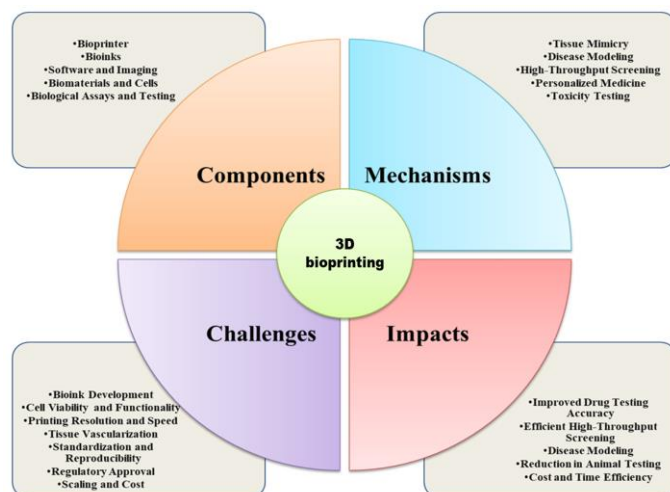 •Bioprinter
•Bioinks
•Software and Imaging
•Biomaterials and Cells
•Biological Assays and Testing
•Tissue Mimicry
•Disease Modeling
•High-Throughput Screening
•Personalized Medicine
•Toxicity Testing
Components
Mechanisms
3D
bioprinting
Challenges
Impacts
•Bioink Development
•Cell Viability and Functionality
•Printing Resolution and Speed
•Tissue Vascularization
•Standardization and
Reproducibility
•Regulatory Approval
•Scaling and Cost
•Improved Drug Testing
Accuracy
•Efficient High-Throughput
Screening
•Disease Modeling
•Reduction in Animal Testing
•Cost and Time Efficiency